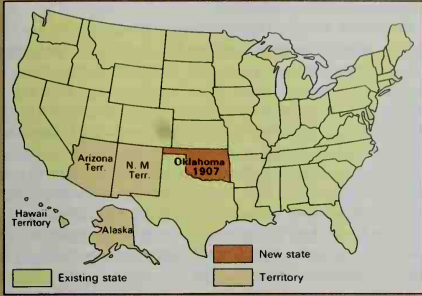 Arizona
Terr.
N. M
Terr.
Oklahoma
1907
Hawaii
Territory
Alaska
New state
Existing state
Territory